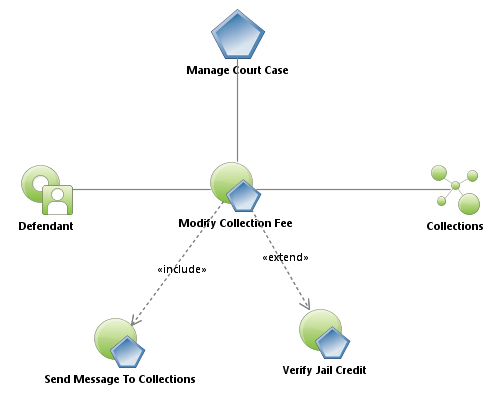 Manage Court Case
Defendant
Modify Collection Fee
Collections
«include»
«extend»
Send Message To Collections
Verify Jail Credit